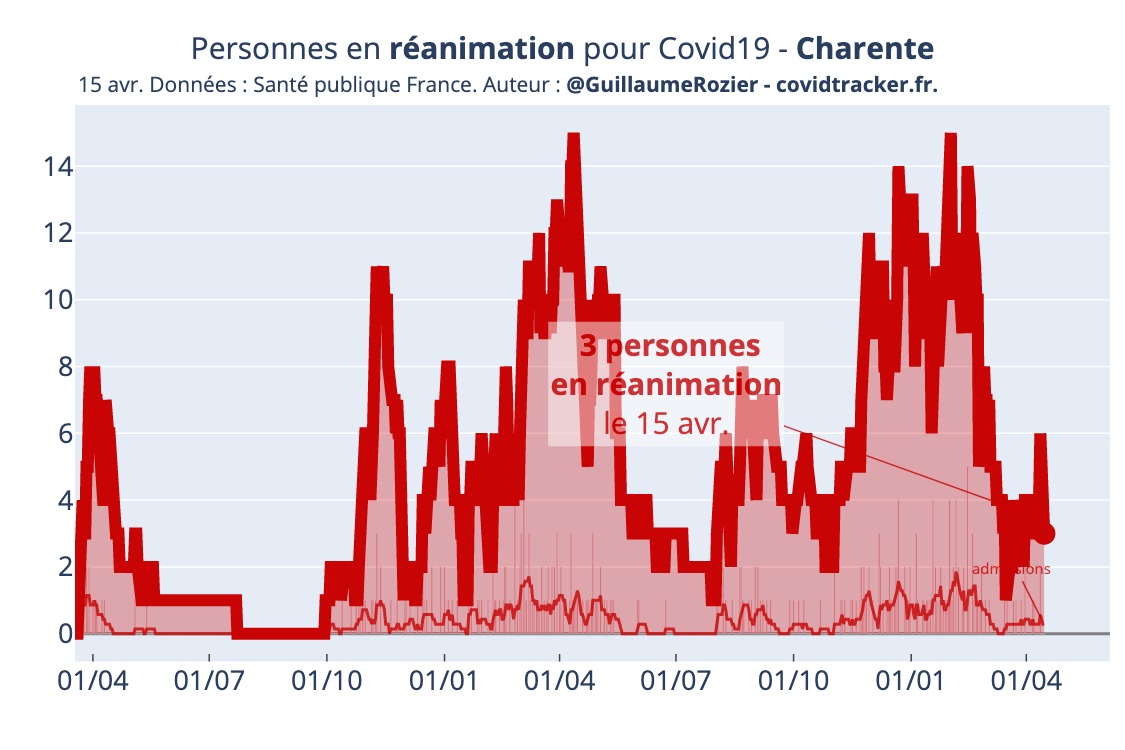 Personnes en réanimation pour Covid19 - Charente
15 avr. Données : Santé publique France. Auteur : @GuillaumeRozier - covidtracker.fr.
14
12
10
8
6
4
2
0
3 personnes
en réanimation
le 15 avr.
admissions
01/04 01/07 01/10 01/01 01/04 01/07 01/10 01/01 01/04